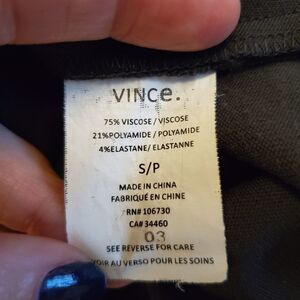 VINCe.
75% VISCOSE / VISCOSE
21% POLYAMIDE / POLYAMIDE
4% ELASTANE/ ELASTANNE
S/P
MADE IN CHINA
FABRIQUÉ EN CHINE
RN# 106730
CA# 34460
03
SEE REVERSE FOR CARE
VOIR AU VERSO POUR LES SOINS